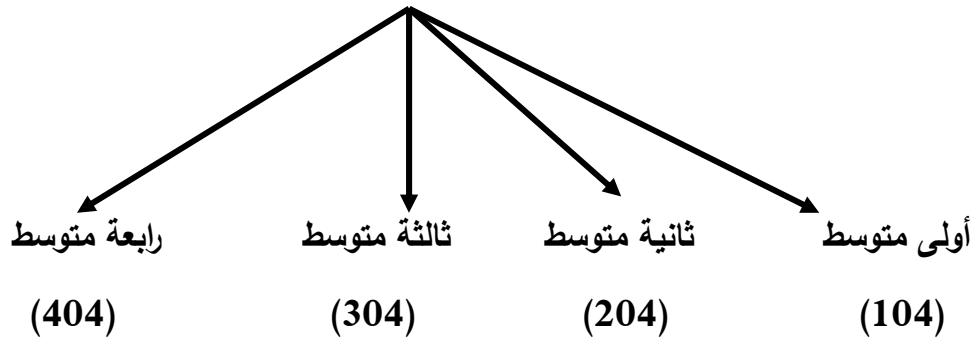 أولى متوسط ثانية متوسط ثالثة متوسط رابعة متوسط
(104) (204) (304) (404)